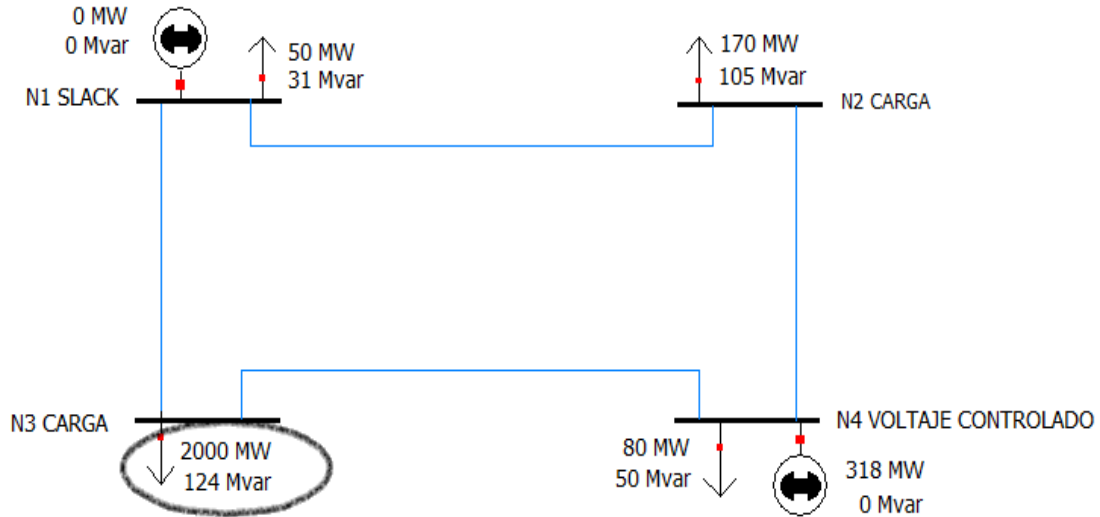 0 MW
0 Mvar
50 MW
31 Mvar
N1 SLACK
170 MW
105 Mvar
N2 CARGA
N3 CARGA
2000 MW
124 Mvar
80 MW
50 Mvar
N4 VOLTAJE CONTROLADO
318 MW
0 Mvar